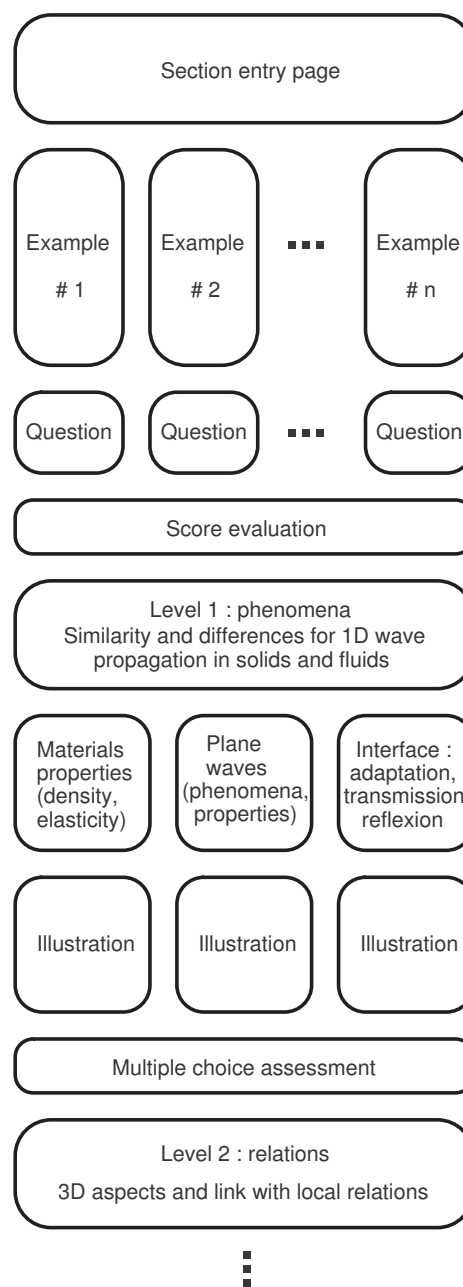 Section entry page
Example
# 1
Example
# 2
Example
# n
Question
Question
Question
Score evaluation
Level 1 : phenomena
Similarity and differences for 1D wave
propagation in solids and fluids
Materials
properties
(density,
elasticity)
Plane
waves
(phenomena,
properties)
Interface :
adaptation,
transmission
reflexion
Illustration
Illustration
Illustration
Multiple choice assessment
Level 2 : relations
3D aspects and link with local relations